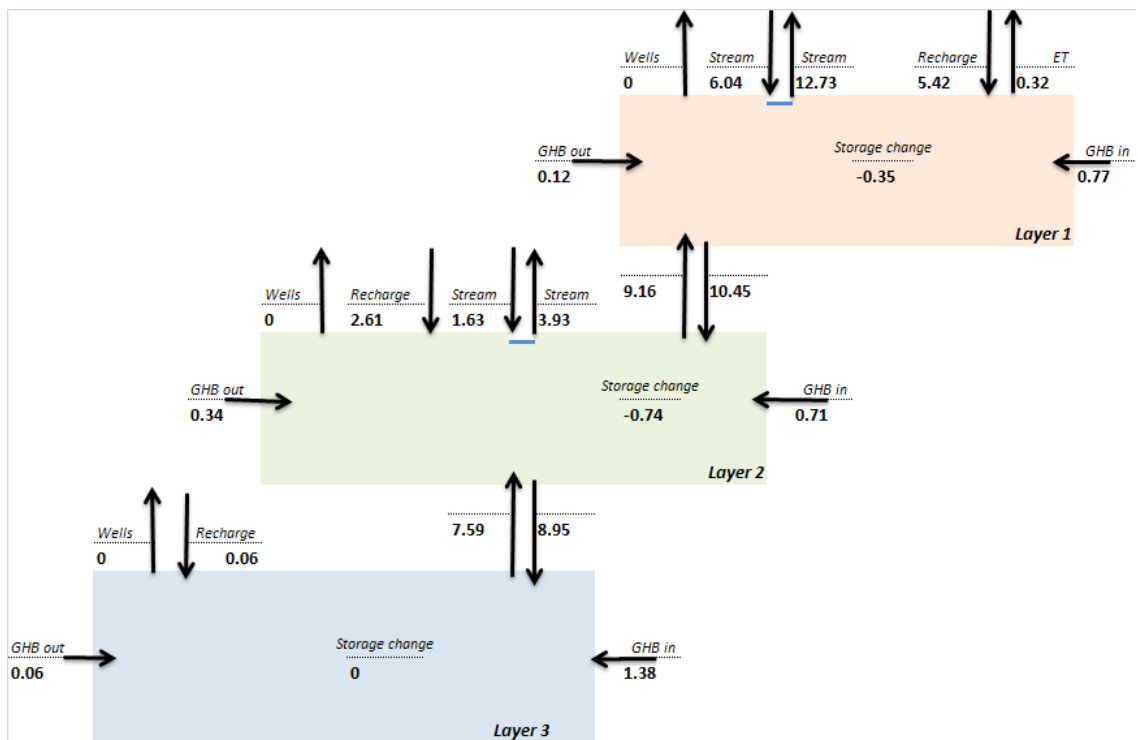 Wells Stream Stream Recharge ET
0 6.04 12.73 5.42 0.32
GHB out Storage change GHB in
0.12 -0.35 0.77
Layer 1
9.16 10.45
Wells Recharge Stream Stream
0 2.61 1.63 3.93
GHB out Storage change GHB in
0.34 -0.74 0.71
Layer 2
7.59 8.95
Wells Recharge
0 0.06
GHB out Storage change GHB in
0.06 0 1.38
Layer 3